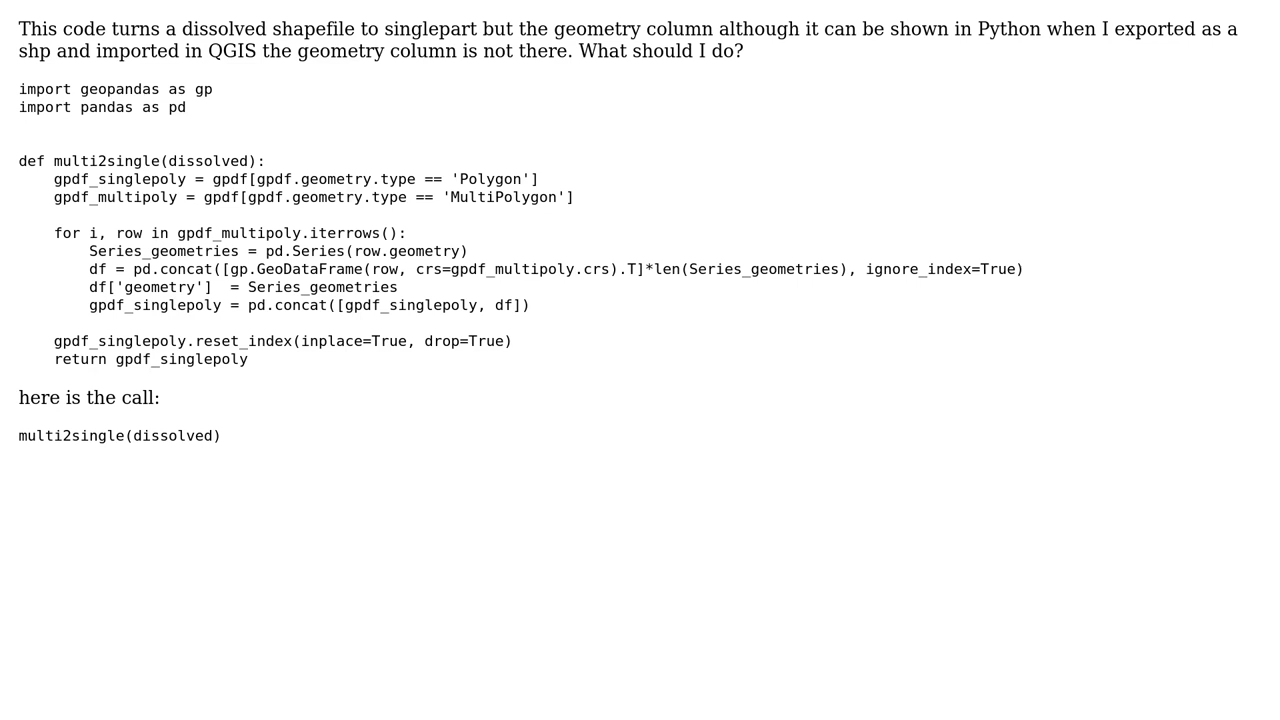 This code turns a dissolved shapefile to singlepart but the geometry column although it can be shown in Python when I exported as a
shp and imported in QGIS the geometry column is not there. What should I do?
import geopandas as gp
import pandas as pd
def multi2single(dissolved):
    gpdf_singlepoly = gpdf[gpdf.geometry.type == 'Polygon']
    gpdf_multipoly = gpdf[gpdf.geometry.type == 'MultiPolygon']
    for i, row in gpdf_multipoly.iterrows():
        Series_geometries = pd.Series(row.geometry)
        df = pd.concat([gp.GeoDataFrame(row, crs=gpdf_multipoly.crs).T]*len(Series_geometries), ignore_index=True)
        df['geometry']  = Series_geometries
        gpdf_singlepoly = pd.concat([gpdf_singlepoly, df])
    gpdf_singlepoly.reset_index(inplace=True, drop=True)
    return gpdf_singlepoly
here is the call:
multi2single(dissolved)